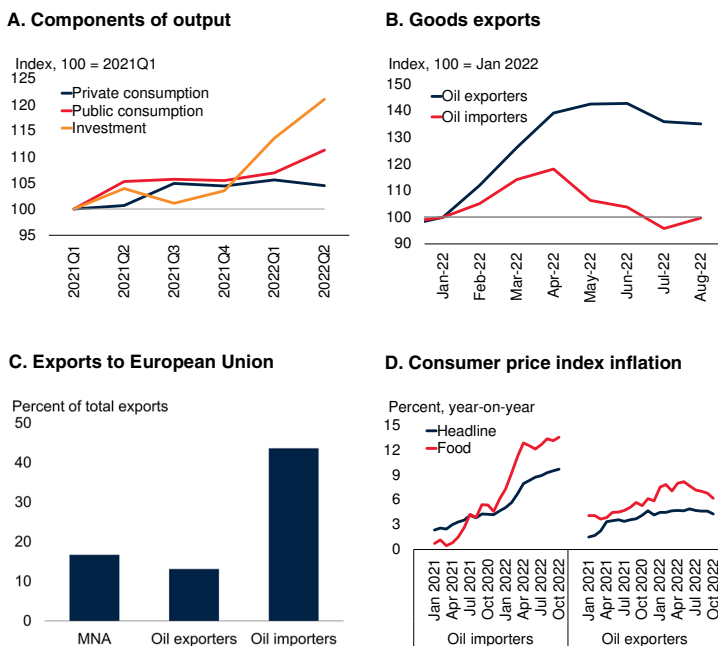 A. Components of output
Index, 100 = 2021Q1
125
120
115
110
105
100
95
Private consumption
Public consumption
Investment
2021Q1
2021Q2
2021Q3
2021Q4
2022Q1
2022Q2
B. Goods exports
Index, 100 = Jan 2022
150
140
130
120
110
100
90
Oil exporters
Oil importers
Jan-22
Feb-22
Mar-22
Apr-22
May-22
Jun-22
Jul-22
Aug-22
C. Exports to European Union
Percent of total exports
50
40
30
20
10
0
MNA
Oil exporters
Oil importers
D. Consumer price index inflation
Percent, year-on-year
15
12
9
6
3
0
Headline
Food
Jan 2021
Apr 2021
Jul 2021
Oct 2020
Jan 2022
Apr 2022
Jul 2022
Oct 2022
Jan 2021
Apr 2021
Jul 2021
Oct 2020
Jan 2022
Apr 2022
Jul 2022
Oct 2022
Oil importers
Oil exporters